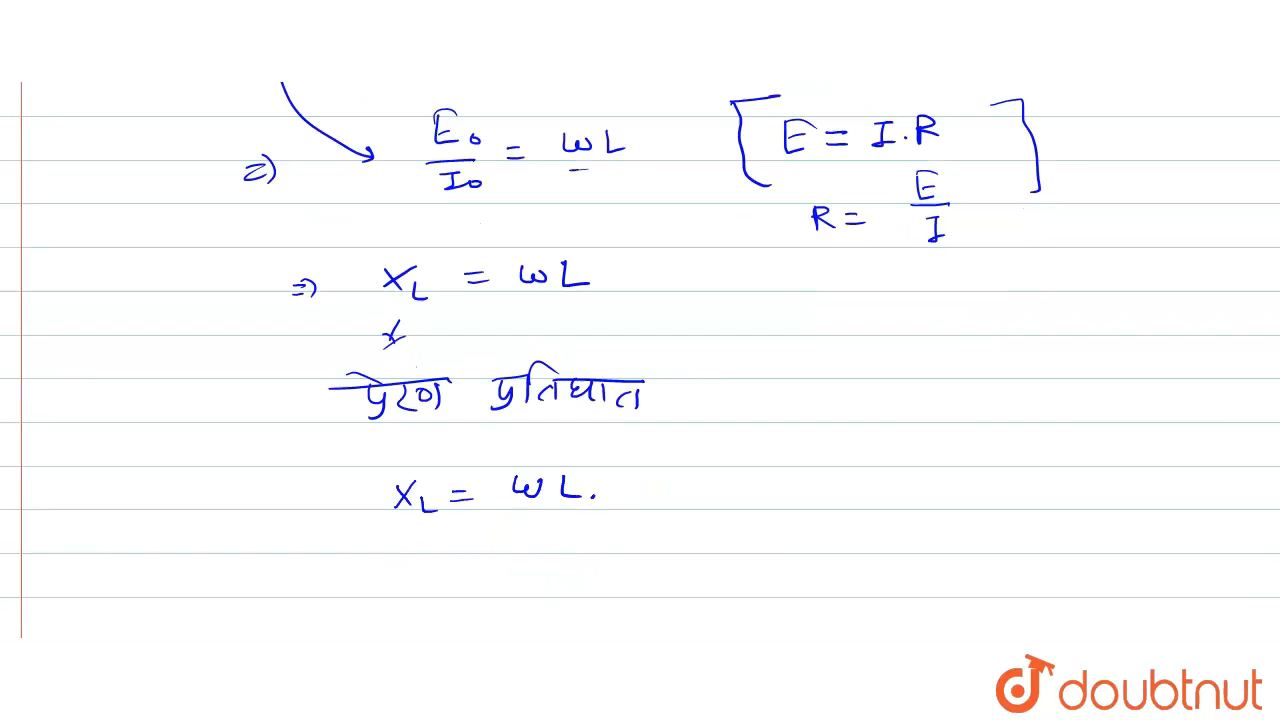 ⇒ E₀/I₀ = ωL [E = I.R]
R = E/I
⇒ X_L = ωL
प्रेरण प्रतिघात
X_L = ωL.
doubtnut